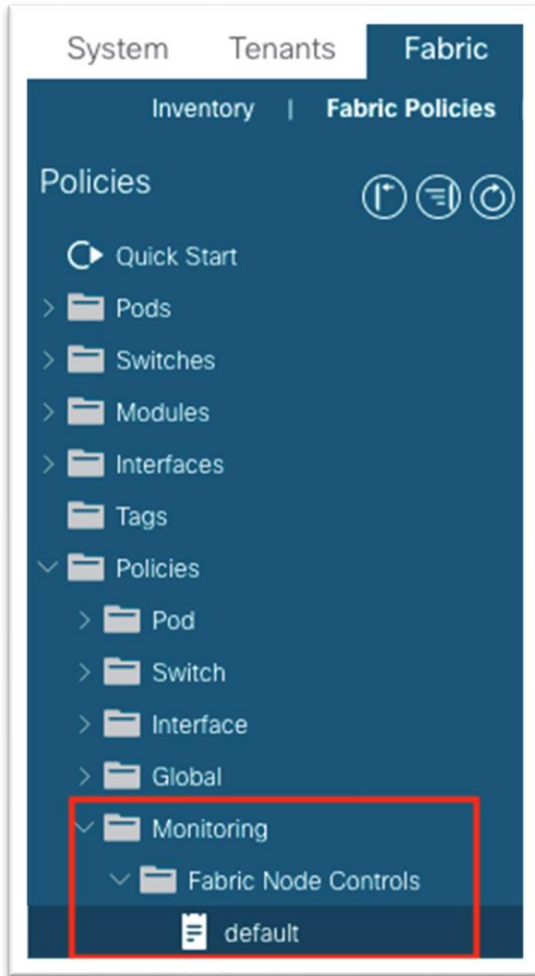 System Tenants Fabric
Inventory | Fabric Policies
Policies
Quick Start
Pods
Switches
Modules
Interfaces
Tags
Policies
Pod
Switch
Interface
Global
Monitoring
Fabric Node Controls
default